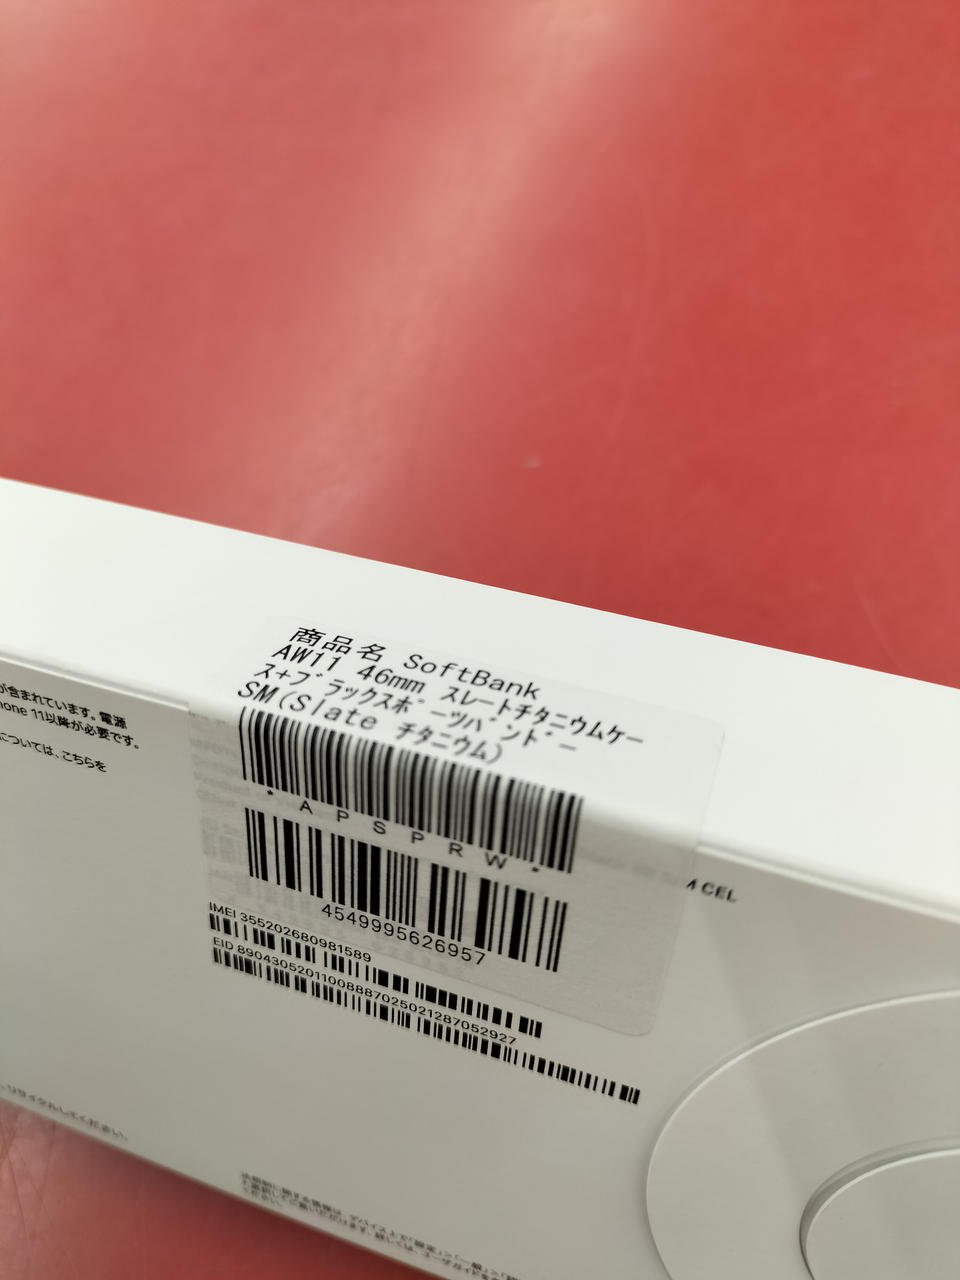 商品名 SoftBank
AW11 46mm スレートチタニウムケー
ス+ブラックスポーツバンドー
SM(Slate チタニウム)
*APSPRW*
4549995626957
IMEI 355202680981589
EID 89043052011008887025021287052927
が含まれています。電源
hone 11以降が必要です。
については、こちらを
M CEL